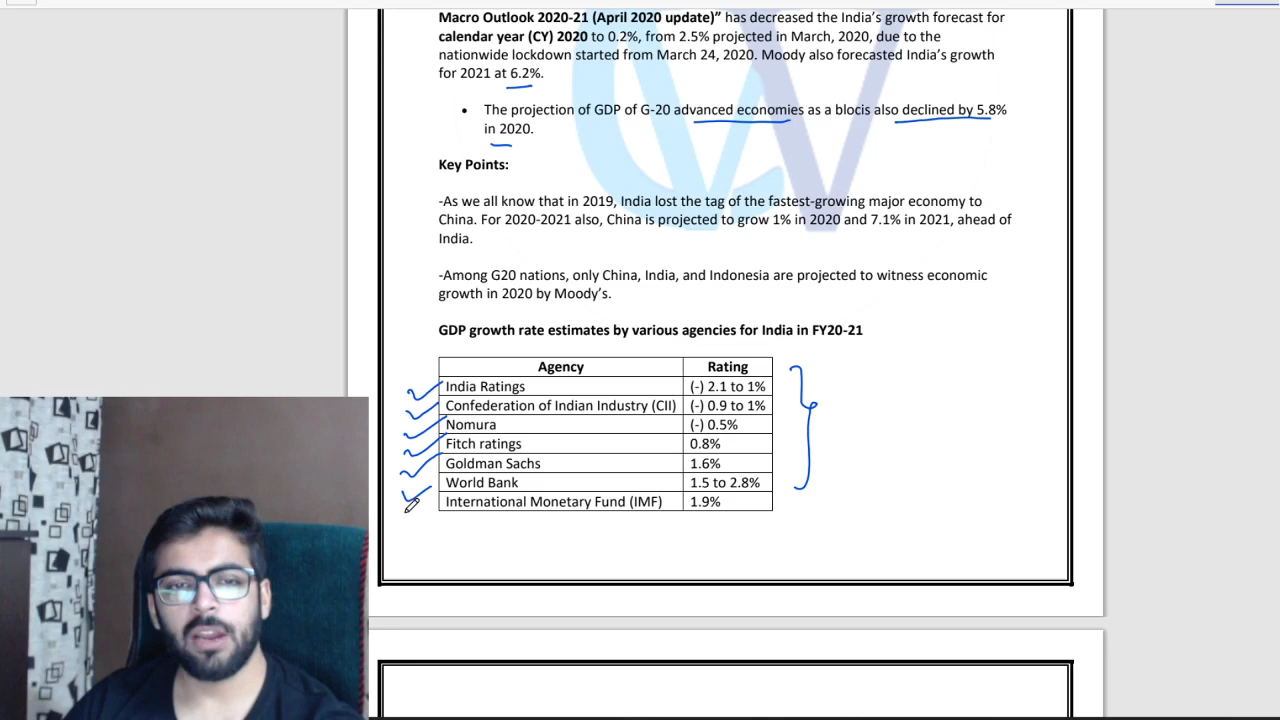 Macro Outlook 2020-21 (April 2020 update)” has decreased the India’s growth forecast for
calendar year (CY) 2020 to 0.2%, from 2.5% projected in March, 2020, due to the
nationwide lockdown started from March 24, 2020. Moody also forecasted India’s growth
for 2021 at 6.2%.
• The projection of GDP of G-20 advanced economies as a blocis also declined by 5.8%
in 2020.
Key Points:
-As we all know that in 2019, India lost the tag of the fastest-growing major economy to
China. For 2020-2021 also, China is projected to grow 1% in 2020 and 7.1% in 2021, ahead of
India.
-Among G20 nations, only China, India, and Indonesia are projected to witness economic
growth in 2020 by Moody’s.
GDP growth rate estimates by various agencies for India in FY20-21
Agency Rating
India Ratings (-) 2.1 to 1%
Confederation of Indian Industry (CII) (-) 0.9 to 1%
Nomura (-) 0.5%
Fitch ratings 0.8%
Goldman Sachs 1.6%
World Bank 1.5 to 2.8%
International Monetary Fund (IMF) 1.9%